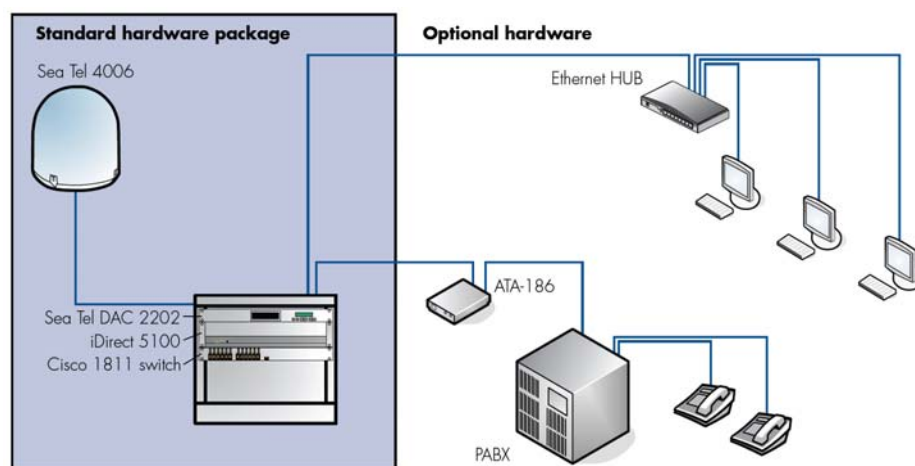 Standard hardware package
Optional hardware
Sea Tel 4006
Ethernet HUB
ATA-186
Sea Tel DAC 2202
iDirect 5100
Cisco 1811 switch
PABX